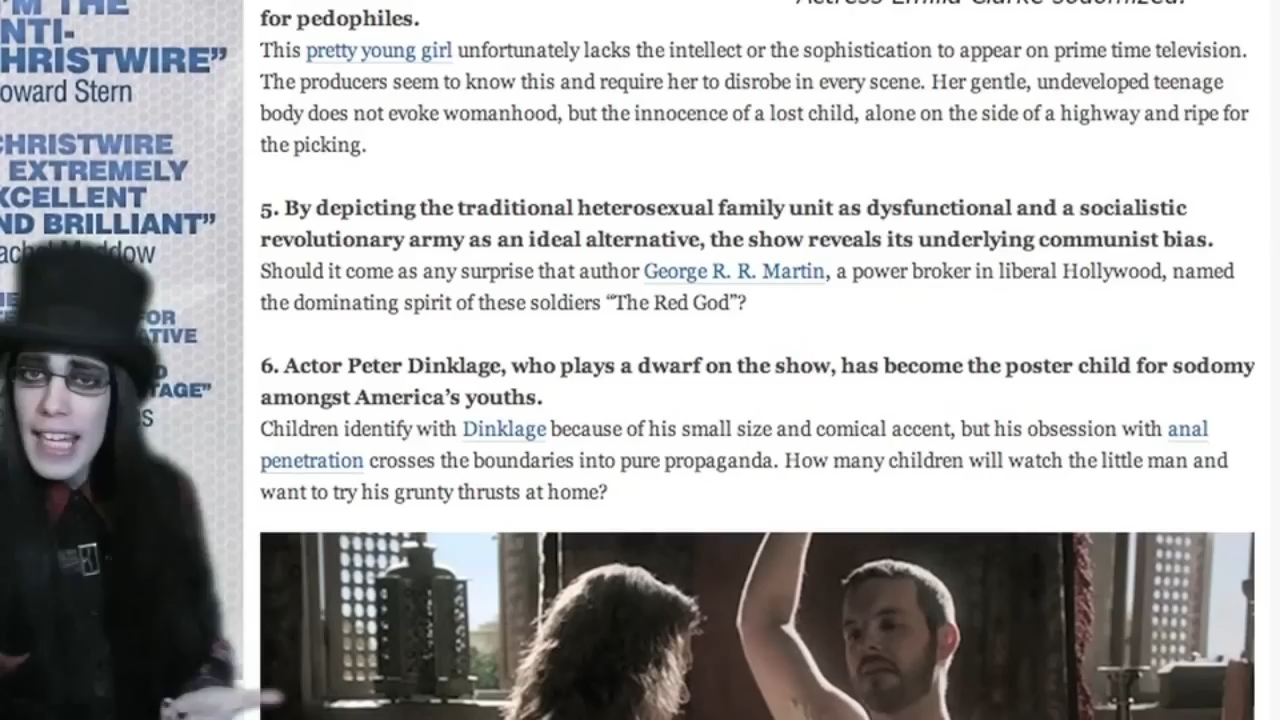 Actress Emilia Clarke sodomized.
for pedophiles.
This pretty young girl unfortunately lacks the intellect or the sophistication to appear on prime time television.
The producers seem to know this and require her to disrobe in every scene. Her gentle, undeveloped teenage
body does not evoke womanhood, but the innocence of a lost child, alone on the side of a highway and ripe for
the picking.
5. By depicting the traditional heterosexual family unit as dysfunctional and a socialistic
revolutionary army as an ideal alternative, the show reveals its underlying communist bias.
Should it come as any surprise that author George R. R. Martin, a power broker in liberal Hollywood, named
the dominating spirit of these soldiers “The Red God”?
6. Actor Peter Dinklage, who plays a dwarf on the show, has become the poster child for sodomy
amongst America’s youths.
Children identify with Dinklage because of his small size and comical accent, but his obsession with anal
penetration crosses the boundaries into pure propaganda. How many children will watch the little man and
want to try his grunty thrusts at home?
'M THE
NTI-
HRISTWIRE”
oward Stern
CHRISTWIRE
EXTREMELY
XCELLENT
ND BRILLIANT”
ddow
OR
ATIVE
TAGE”